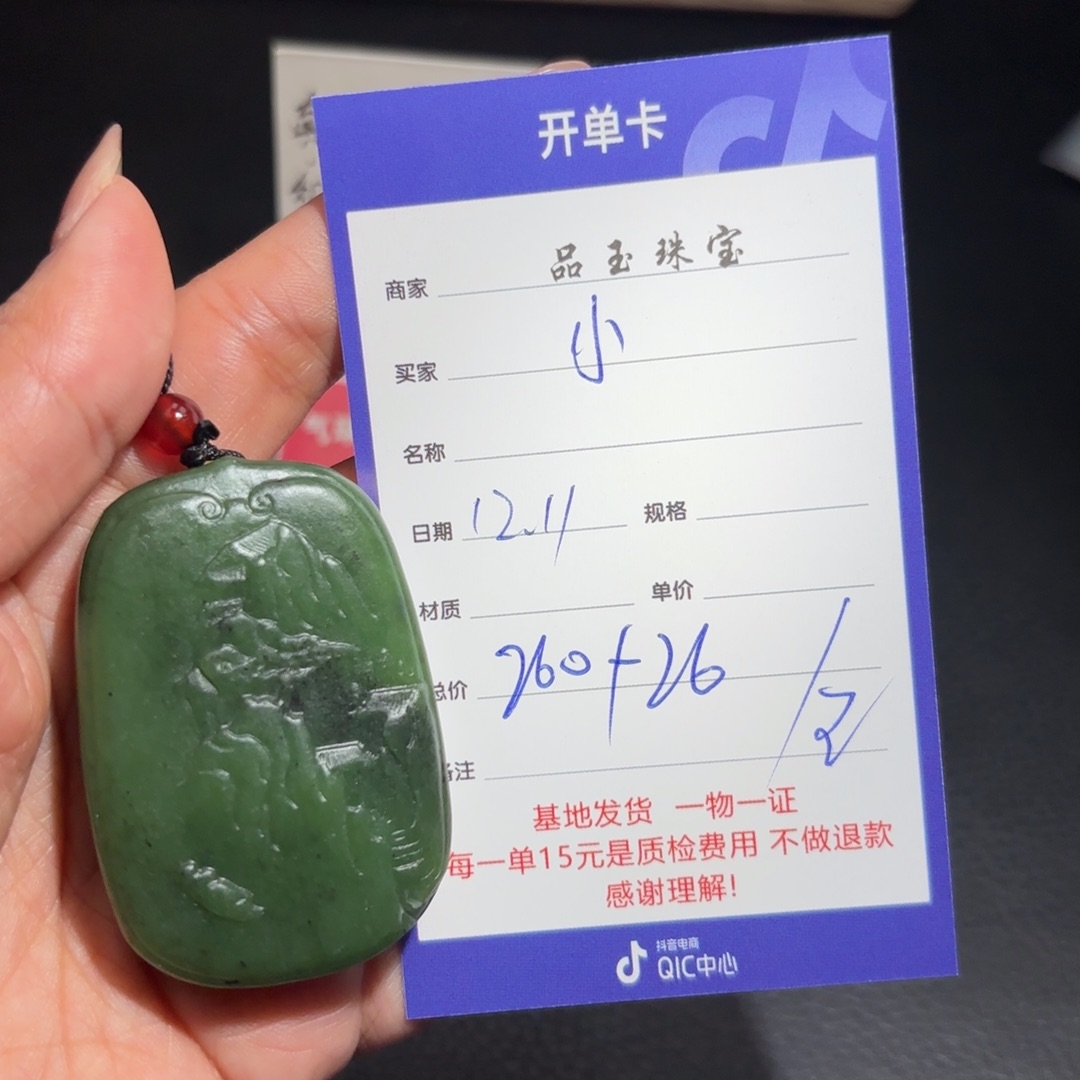 开单卡
商家 品玉珠宝
买家 小
名称
日期 12.11 规格
材质 单价
总价 260+26
备注
基地发货 一物一证
每一单15元是质检费用 不做退款
感谢理解!
抖音电商
QIC中心